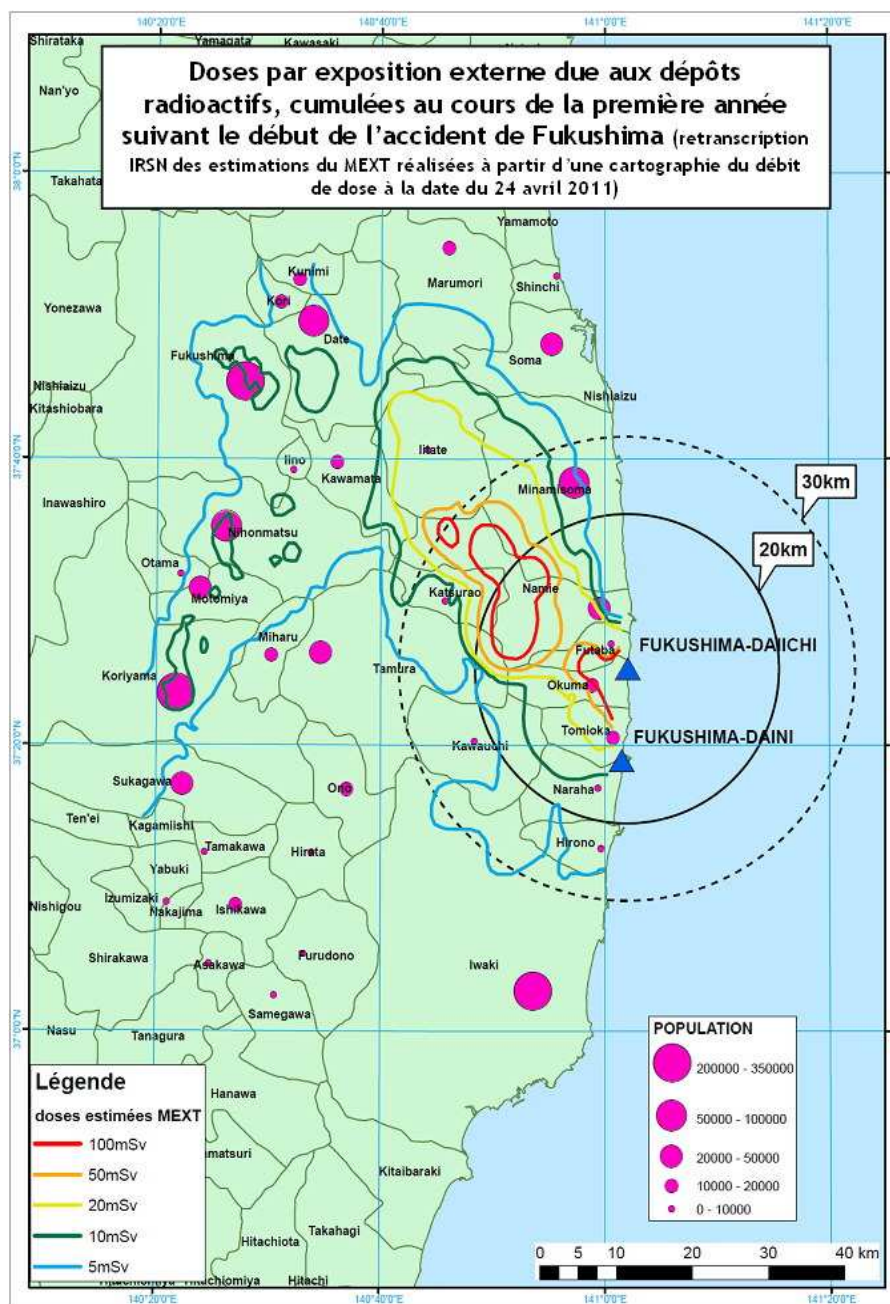 140°20'0"E
140°40'0"E
141°0'0"E
141°20'0"E
Shirataka
Yamagata
Kawasaki
Nan'yo
Doses par exposition externe due aux dépôts
radioactifs, cumulées au cours de la première année
suivant le début de l'accident de Fukushima (retranscription
IRSN des estimations du MEXT réalisées à partir d'une cartographie du débit
de dose à la date du 24 avril 2011)
38°0'0"N
Takahata
Yamamoto
Kunimi
Marumori
Shinchi
Yonezawa
Kori
Date
Fukushima
Soma
Nishiaizu
Nishiaizu
Kitashiobara
37°40'0"N
Iino
Iitate
Kawamata
Minamisoma
30km
Inawashiro
Nihonmatsu
20km
Otama
Motomiya
Katsurao
Namie
Miharu
Futaba
FUKUSHIMA-DAIICHI
Koriyama
Tamura
Okuma
Tomioka
FUKUSHIMA-DAINI
37°20'0"N
Kawauchi
Sukagawa
Ono
Naraha
Ten'ei
Kagamiishi
Tamakawa
Hirata
Hirono
Yabuki
Izumizaki
Nakajima
Ishikawa
Nishigou
Shirakawa
Asakawa
Furudono
Iwaki
Samegawa
37°0'0"N
Nasu
Tanagura
POPULATION
200000 - 350000
50000 - 100000
20000 - 50000
10000 - 20000
0 - 10000
Légende
doses estimées MEXT
100mSv
50mSv
20mSv
10mSv
5mSv
Hanawa
amatsuri
Kitaibaraki
Takahagi
Hitachiota
Hitachiomiya
Hitachi
0 5 10 20 30 40 km
140°20'0"E
140°40'0"E
141°0'0"E
141°20'0"E